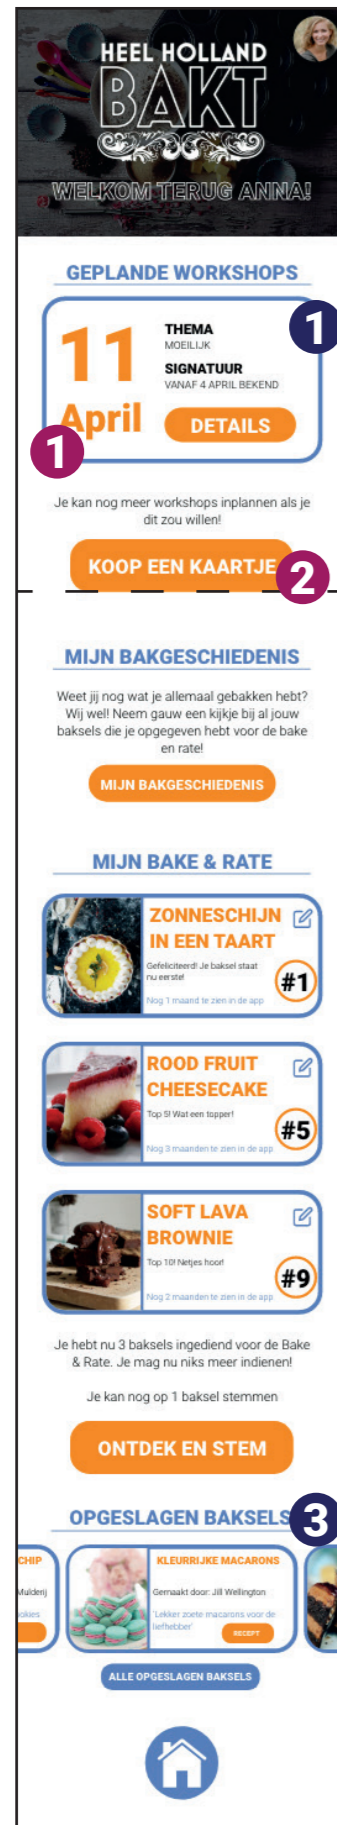 HEEL HOLLAND
BAKT
WELKOM TERUG ANNA!
GEPLANDE WORKSHOPS
1
11
April
1
THEMA
MOEILIJK
SIGNATUUR
VANAF 4 APRIL BEKEND
DETAILS
Je kan nog meer workshops inplannen als je
dit zou willen!
KOOP EEN KAARTJE
2
MIJN BAKGESCHIEDENIS
Weet jij nog wat je allemaal gebakken hebt?
Wij wel! Neem gauw een kijkje bij al jouw
baksels die je opgegeven hebt voor de bake
en rate!
MIJN BAKGESCHIEDENIS
MIJN BAKE & RATE
ZONNESCHIJN
IN EEN TAART
Gefeliciteerd! Je baksel staat
nu eerste!
#1
Nog 1 maand te zien in de app
ROOD FRUIT
CHEESECAKE
Top 5! Wat een topper!
#5
Nog 3 maanden te zien in de app
SOFT LAVA
BROWNIE
Top 10! Netjes hoor!
#9
Nog 2 maanden te zien in de app
Je hebt nu 3 baksels ingediend voor de Bake
& Rate. Je mag nu niks meer indienen!
Je kan nog op 1 baksel stemmen
ONTDEK EN STEM
OPGESLAGEN BAKSELS
3
CHIP
Mulderij
ookies
KLEURRIJKE MACARONS
Gemaakt door: Jill Wellington
'Lekker zoete macarons voor de
liefhebber'
RECEPT
ALLE OPGESLAGEN BAKSELS